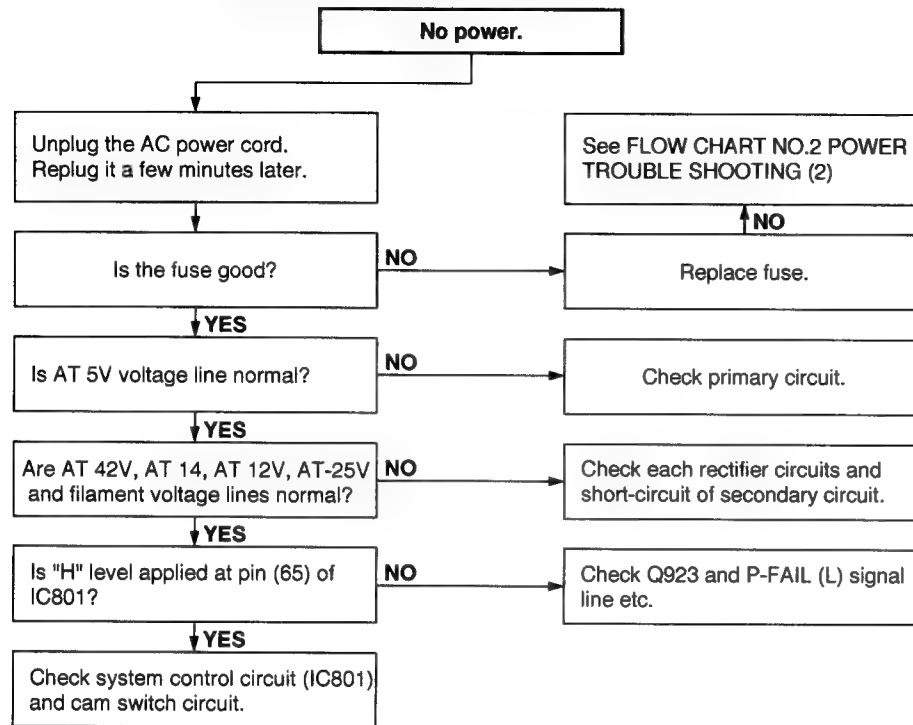 No power.
Unplug the AC power cord.
Replug it a few minutes later.
See FLOW CHART NO.2 POWER
TROUBLE SHOOTING (2)
NO
Is the fuse good?
NO
Replace fuse.
YES
Is AT 5V voltage line normal?
NO
Check primary circuit.
YES
Are AT 42V, AT 14, AT 12V, AT-25V
and filament voltage lines normal?
NO
Check each rectifier circuits and
short-circuit of secondary circuit.
YES
Is "H" level applied at pin (65) of
IC801?
NO
Check Q923 and P-FAIL (L) signal
line etc.
YES
Check system control circuit (IC801)
and cam switch circuit.